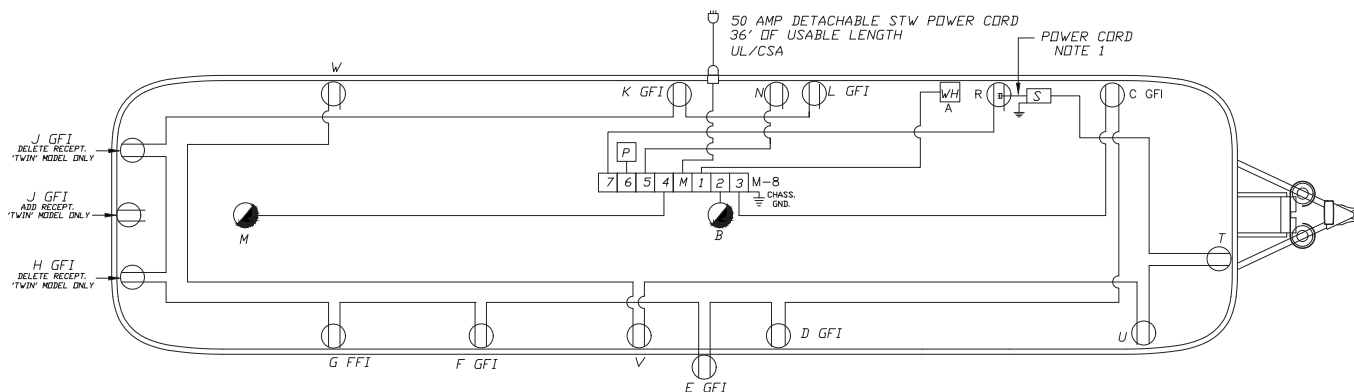 50 AMP DETACHABLE STW POWER CORD
36' OF USABLE LENGTH
UL/CSA
POWER CORD
NOTE 1
W
K GFI
N
L GFI
WH
A
R
S
C GFI
J GFI
DELETE RECEPT.
'TWIN' MODEL ONLY
P
7 6 5 4 M 1 2 3 M-8
CHASS.
GND.
J GFI
ADD RECEPT.
'TWIN' MODEL ONLY
M
B
T
H GFI
DELETE RECEPT.
'TWIN' MODEL ONLY
G FFI
F GFI
V
E GFI
D GFI
U